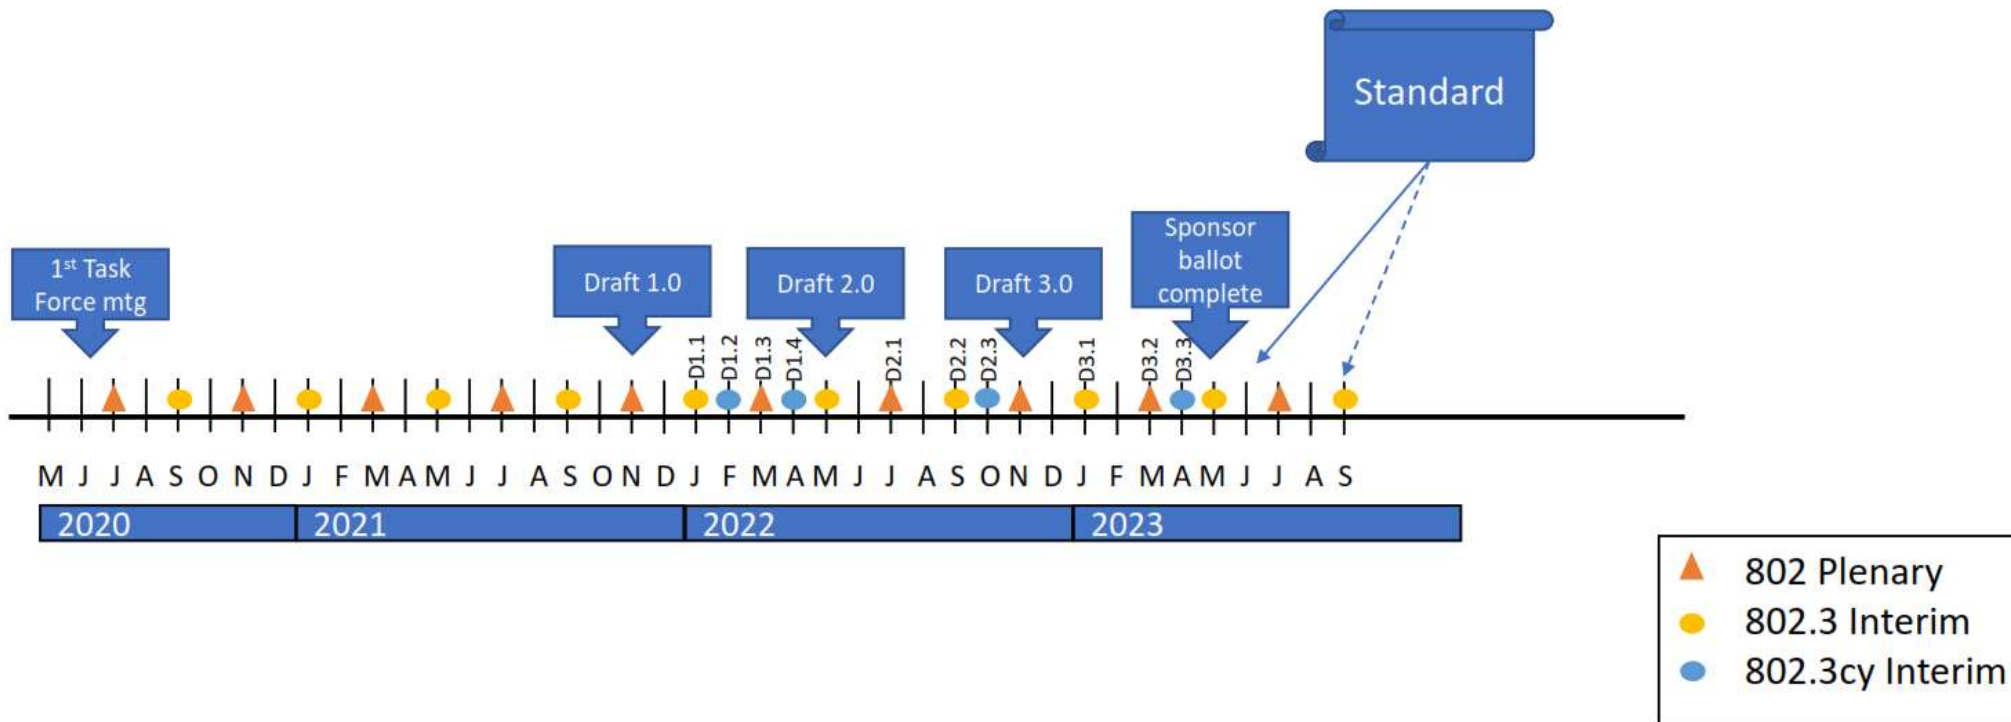 Standard
1st Task
Force mtg
Draft 1.0
Draft 2.0
Draft 3.0
Sponsor
ballot
complete
D1.1
D1.2
D1.3
D1.4
D2.1
D2.2
D2.3
D3.1
D3.2
D3.3
M J J A S O N D J F M A M J J A S O N D J F M A M J J A S O N D J F M A M J J A S
2020 2021 2022 2023
802 Plenary
802.3 Interim
802.3cy Interim